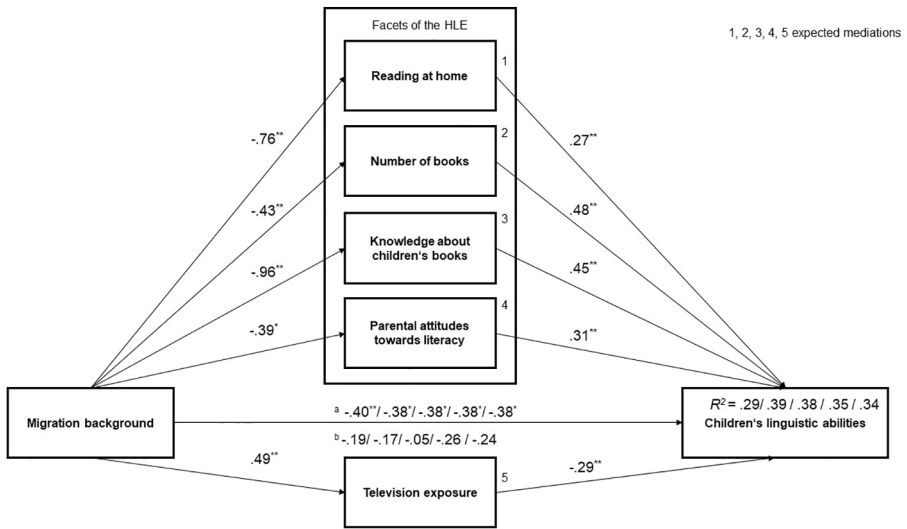 Facets of the HLE
1, 2, 3, 4, 5 expected mediations
1
Reading at home
-.76**
.27**
2
Number of books
-.43**
.48**
3
Knowledge about
children's books
-.96**
.45**
4
Parental attitudes
towards literacy
-.39*
.31**
Migration background
a -.40**/ -.38*/ -.38*/ -.38*/ -.38*
b -.19/ -.17/ -.05/ -.26 / -.24
R² = .29/ .39 / .38 / .35 / .34
Children's linguistic abilities
.49**
5
Television exposure
-.29**